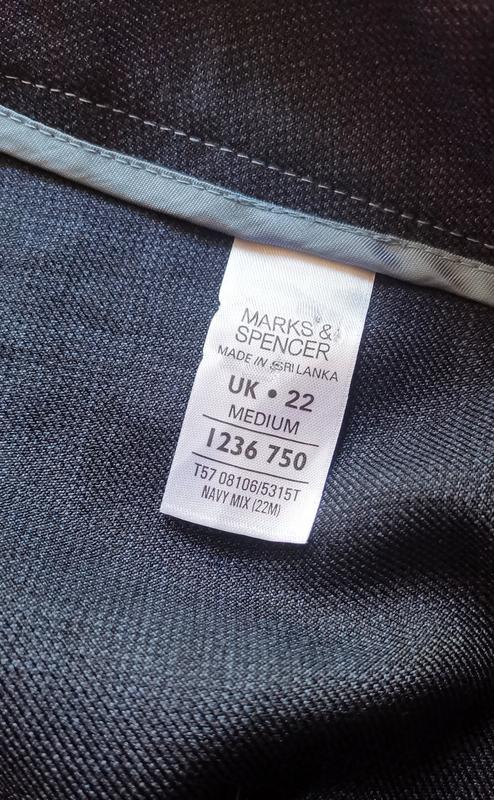 MARKS &
SPENCER
MADE IN SRI LANKA
UK • 22
MEDIUM
1236 750
T57 08106/5315T
NAVY MIX (22M)